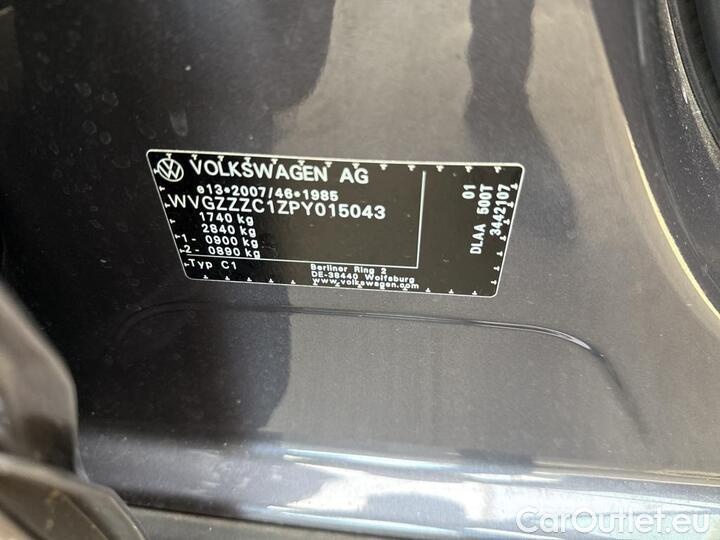 VOLKSWAGEN AG
e13*2007/46*1985
WVGZZZC1ZPY015043
1740 kg
2840 kg
1 - 0900 kg
2 - 0890 kg
Typ C1
Berliner Ring 2
DE-38440 Wolfsburg
www.volkswagen.com
01
DLAA 500T
3442107
CarOutlet.eu